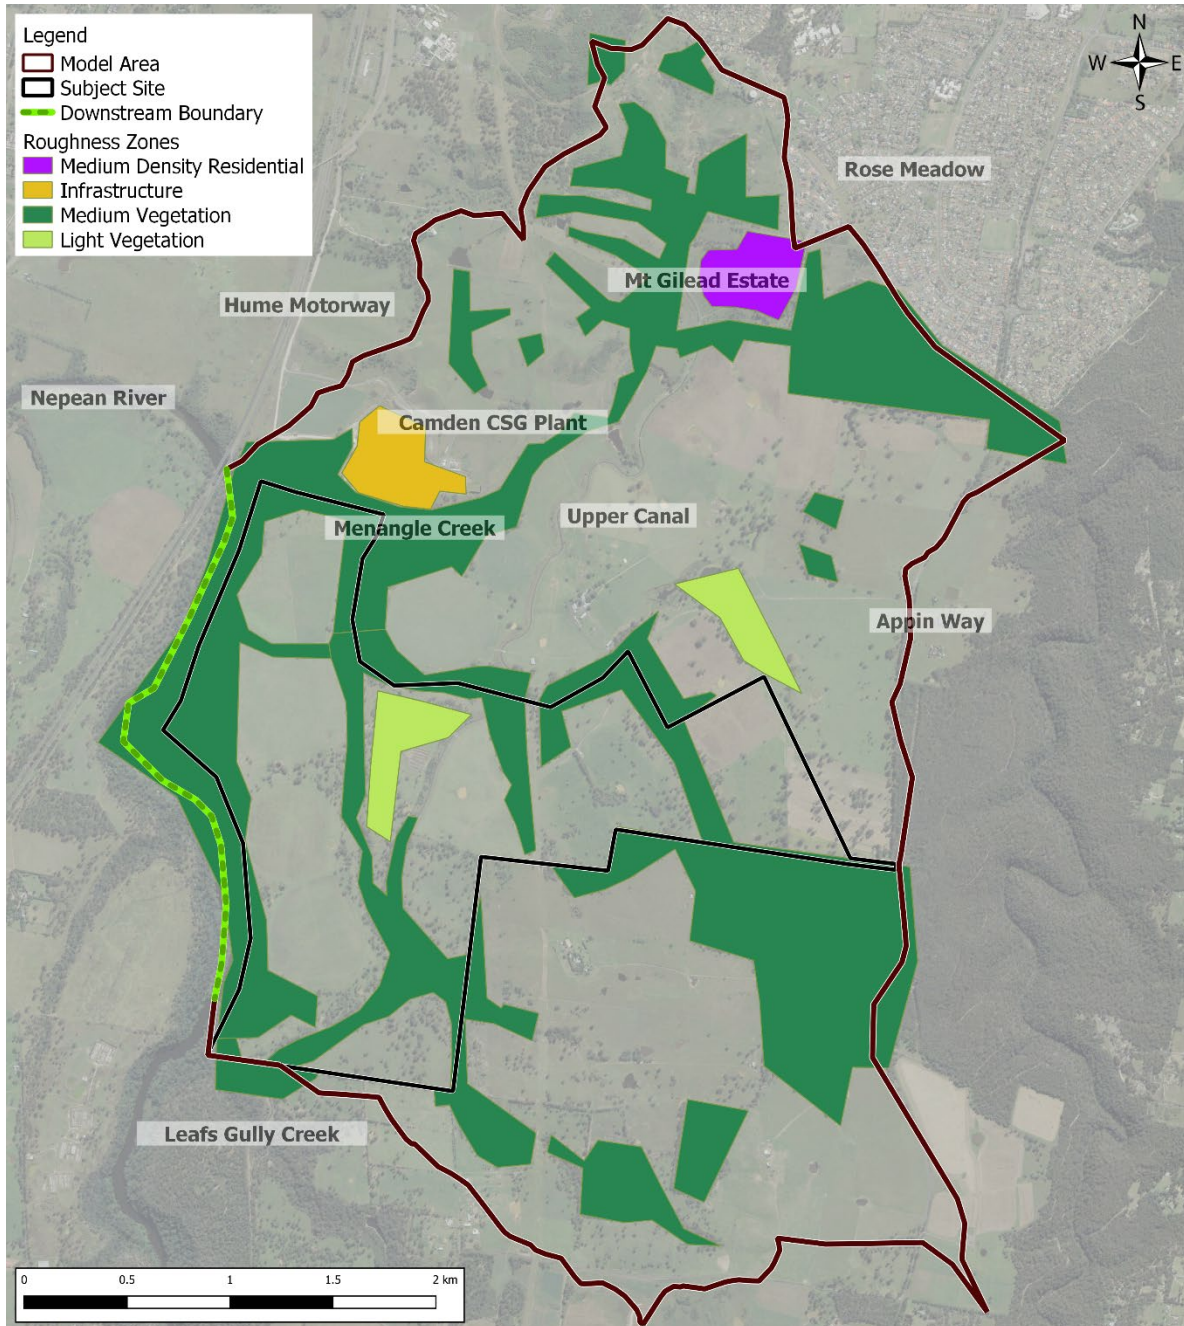 Legend
Model Area
Subject Site
Downstream Boundary
Roughness Zones
Medium Density Residential
Infrastructure
Medium Vegetation
Light Vegetation
N
W E
S
Rose Meadow
Mt Gilead Estate
Hume Motorway
Nepean River
Camden CSG Plant
Upper Canal
Menangle Creek
Appin Way
Leafs Gully Creek
0 0.5 1 1.5 2 km